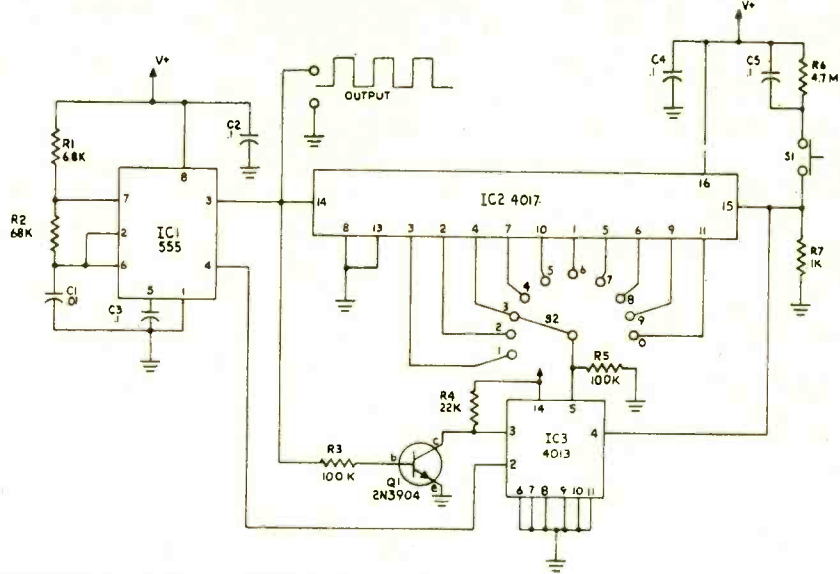 V+
C4
.1
C5
.1
R6
4.7M
S1
OUTPUT
V+
C2
.1
R1
6.8K
8
7
3
2
IC1
555
R2
68K
6
4
5
1
C1
.01
C3
.1
14
IC2 4017
16
15
8
13
3
2
4
7
10
1
5
6
9
11
R7
1K
4
5
6
7
3
8
S2
9
2
0
1
R5
100K
R4
22K
14
5
3
IC3
4013
4
2
R3
100K
b
c
e
Q1
2N3904
6
7
8
9
10
11